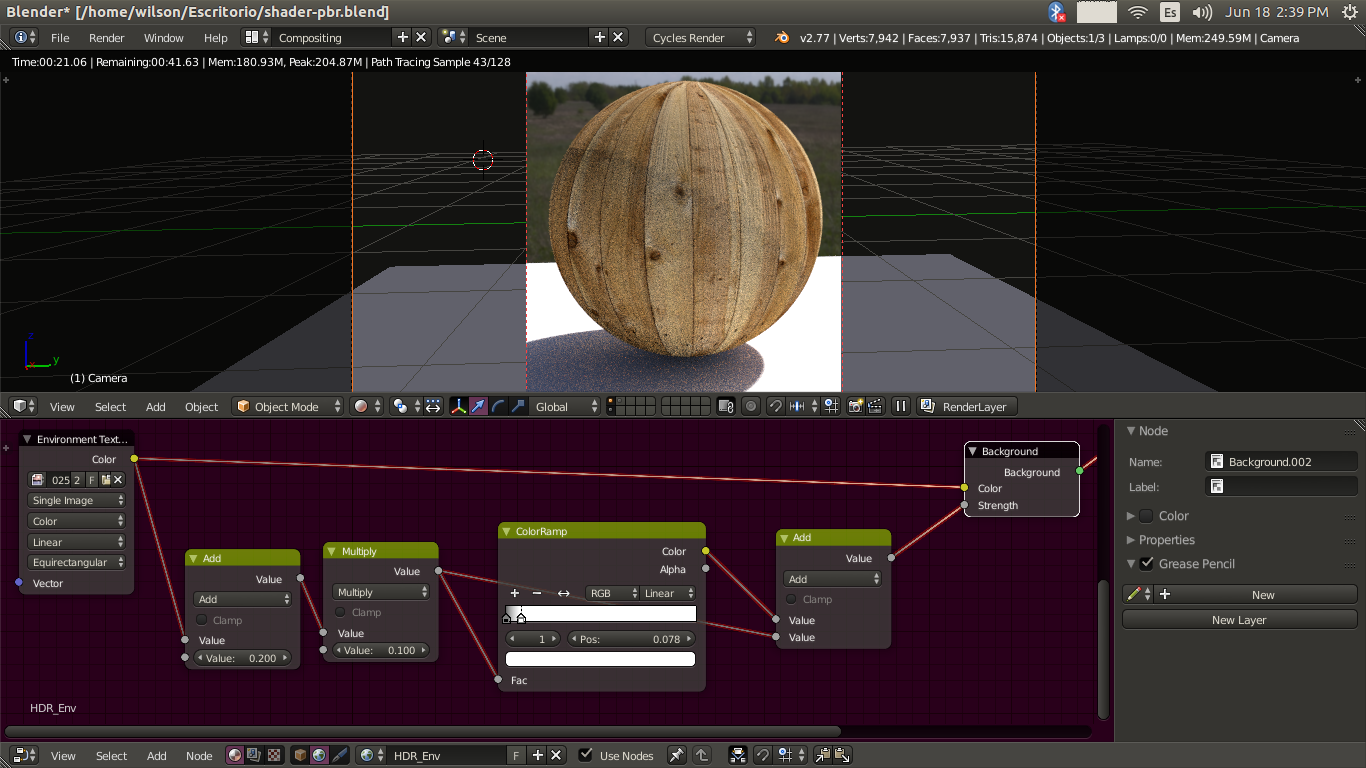 Blender* [/home/wilson/Escritorio/shader-pbr.blend]
Es
Jun 18 2:39 PM
File Render Window Help Compositing Scene Cycles Render v2.77 | Verts:7,942 | Faces:7,937 | Tris:15,874 | Objects:1/3 | Lamps:0/0 | Mem:249.59M | Camera
Time:00:21.06 | Remaining:00:41.63 | Mem:180.93M, Peak:204.87M | Path Tracing Sample 43/128
z
y
(1) Camera
View Select Add Object Object Mode Global RenderLayer
Environment Text...
Color
025 2 F
Single Image
Color
Linear
Equirectangular
Vector
Add
Value
Add
Clamp
Value
Value: 0.200
Multiply
Value
Multiply
Clamp
Value
Value: 0.100
ColorRamp
Color
Alpha
RGB Linear
1 Pos: 0.078
Fac
Add
Value
Add
Clamp
Value
Value
Background
Background
Color
Strength
HDR_Env
Node
Name: Background.002
Label:
Color
Properties
Grease Pencil
New
New Layer
View Select Add Node HDR_Env F Use Nodes